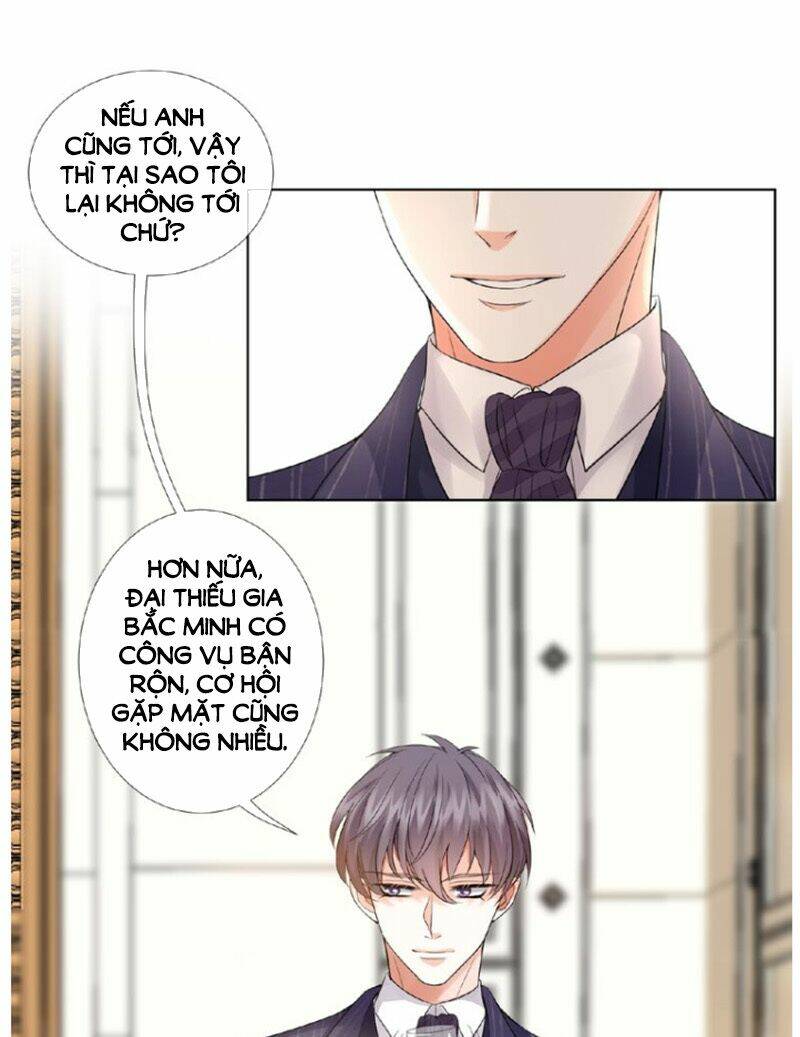 NẾU ANH
CŨNG TỚI, VẬY
THÌ TẠI SAO TÔI
LẠI KHÔNG TỚI
CHỨ?
HƠN NỮA,
ĐẠI THIẾU GIA
BẮC MINH CÓ
CÔNG VỤ BẬN
RỘN, CƠ HỘI
GẶP MẶT CŨNG
KHÔNG NHIỀU.